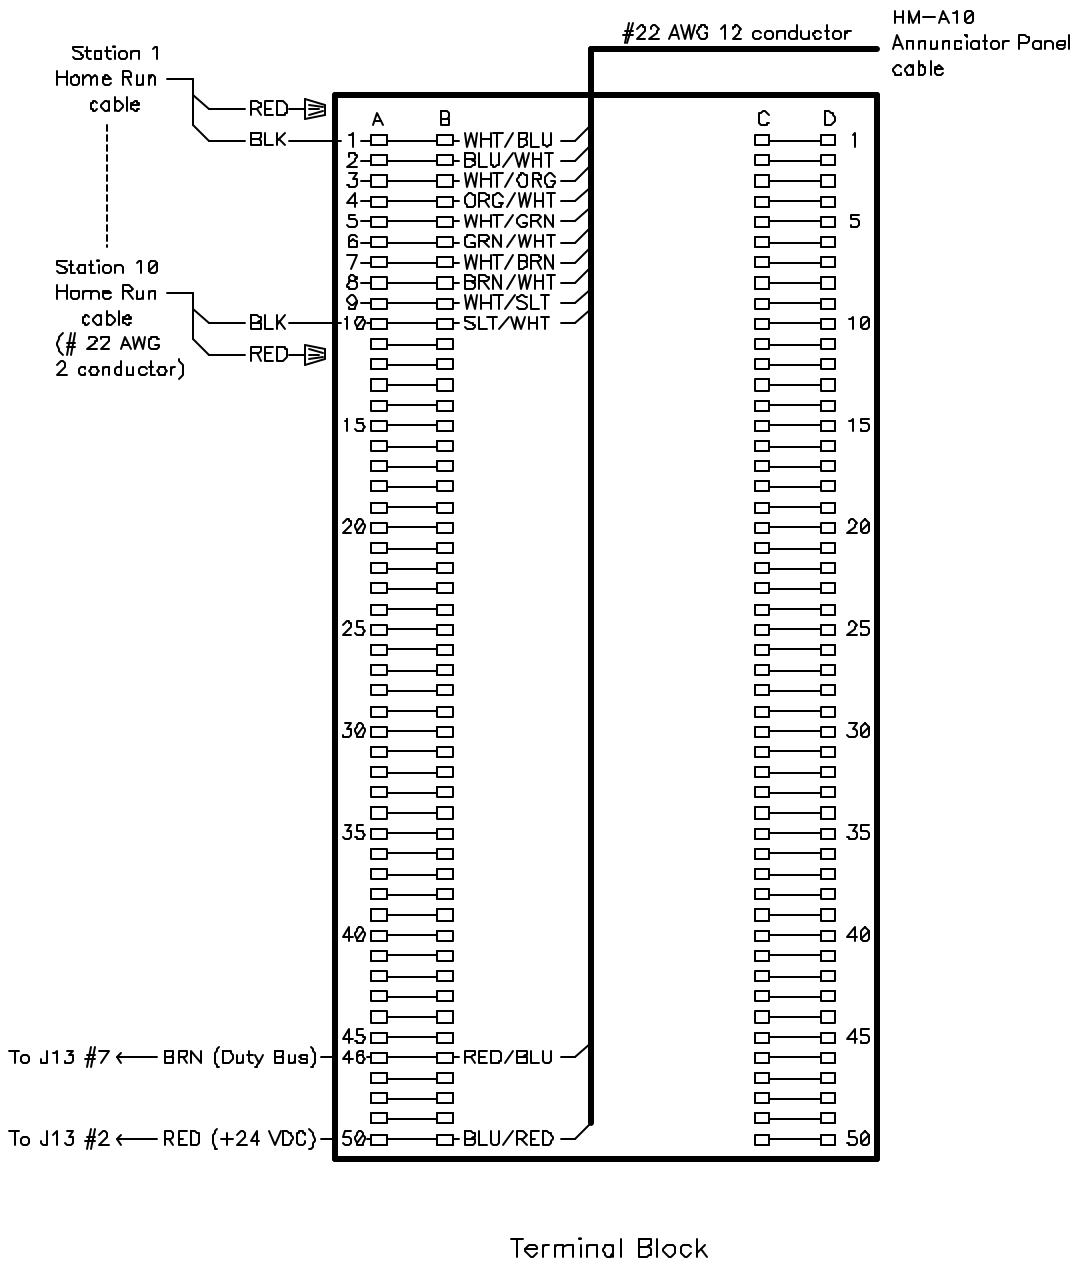 HM-A10
Annunciator Panel
cable
#22 AWG 12 conductor
Station 1
Home Run
cable
RED
BLK
A B C D
1 WHT/BLU 1
2 BLU/WHT
3 WHT/ORG
4 ORG/WHT
5 WHT/GRN 5
6 GRN/WHT
7 WHT/BRN
8 BRN/WHT
9 WHT/SLT
10 SLT/WHT 10
Station 10
Home Run
cable
(# 22 AWG
2 conductor)
BLK
RED
15 15
20 20
25 25
30 30
35 35
40 40
45 45
To J13 #7 BRN (Duty Bus) 46 RED/BLU
To J13 #2 RED (+24 VDC) 50 BLU/RED 50
Terminal Block